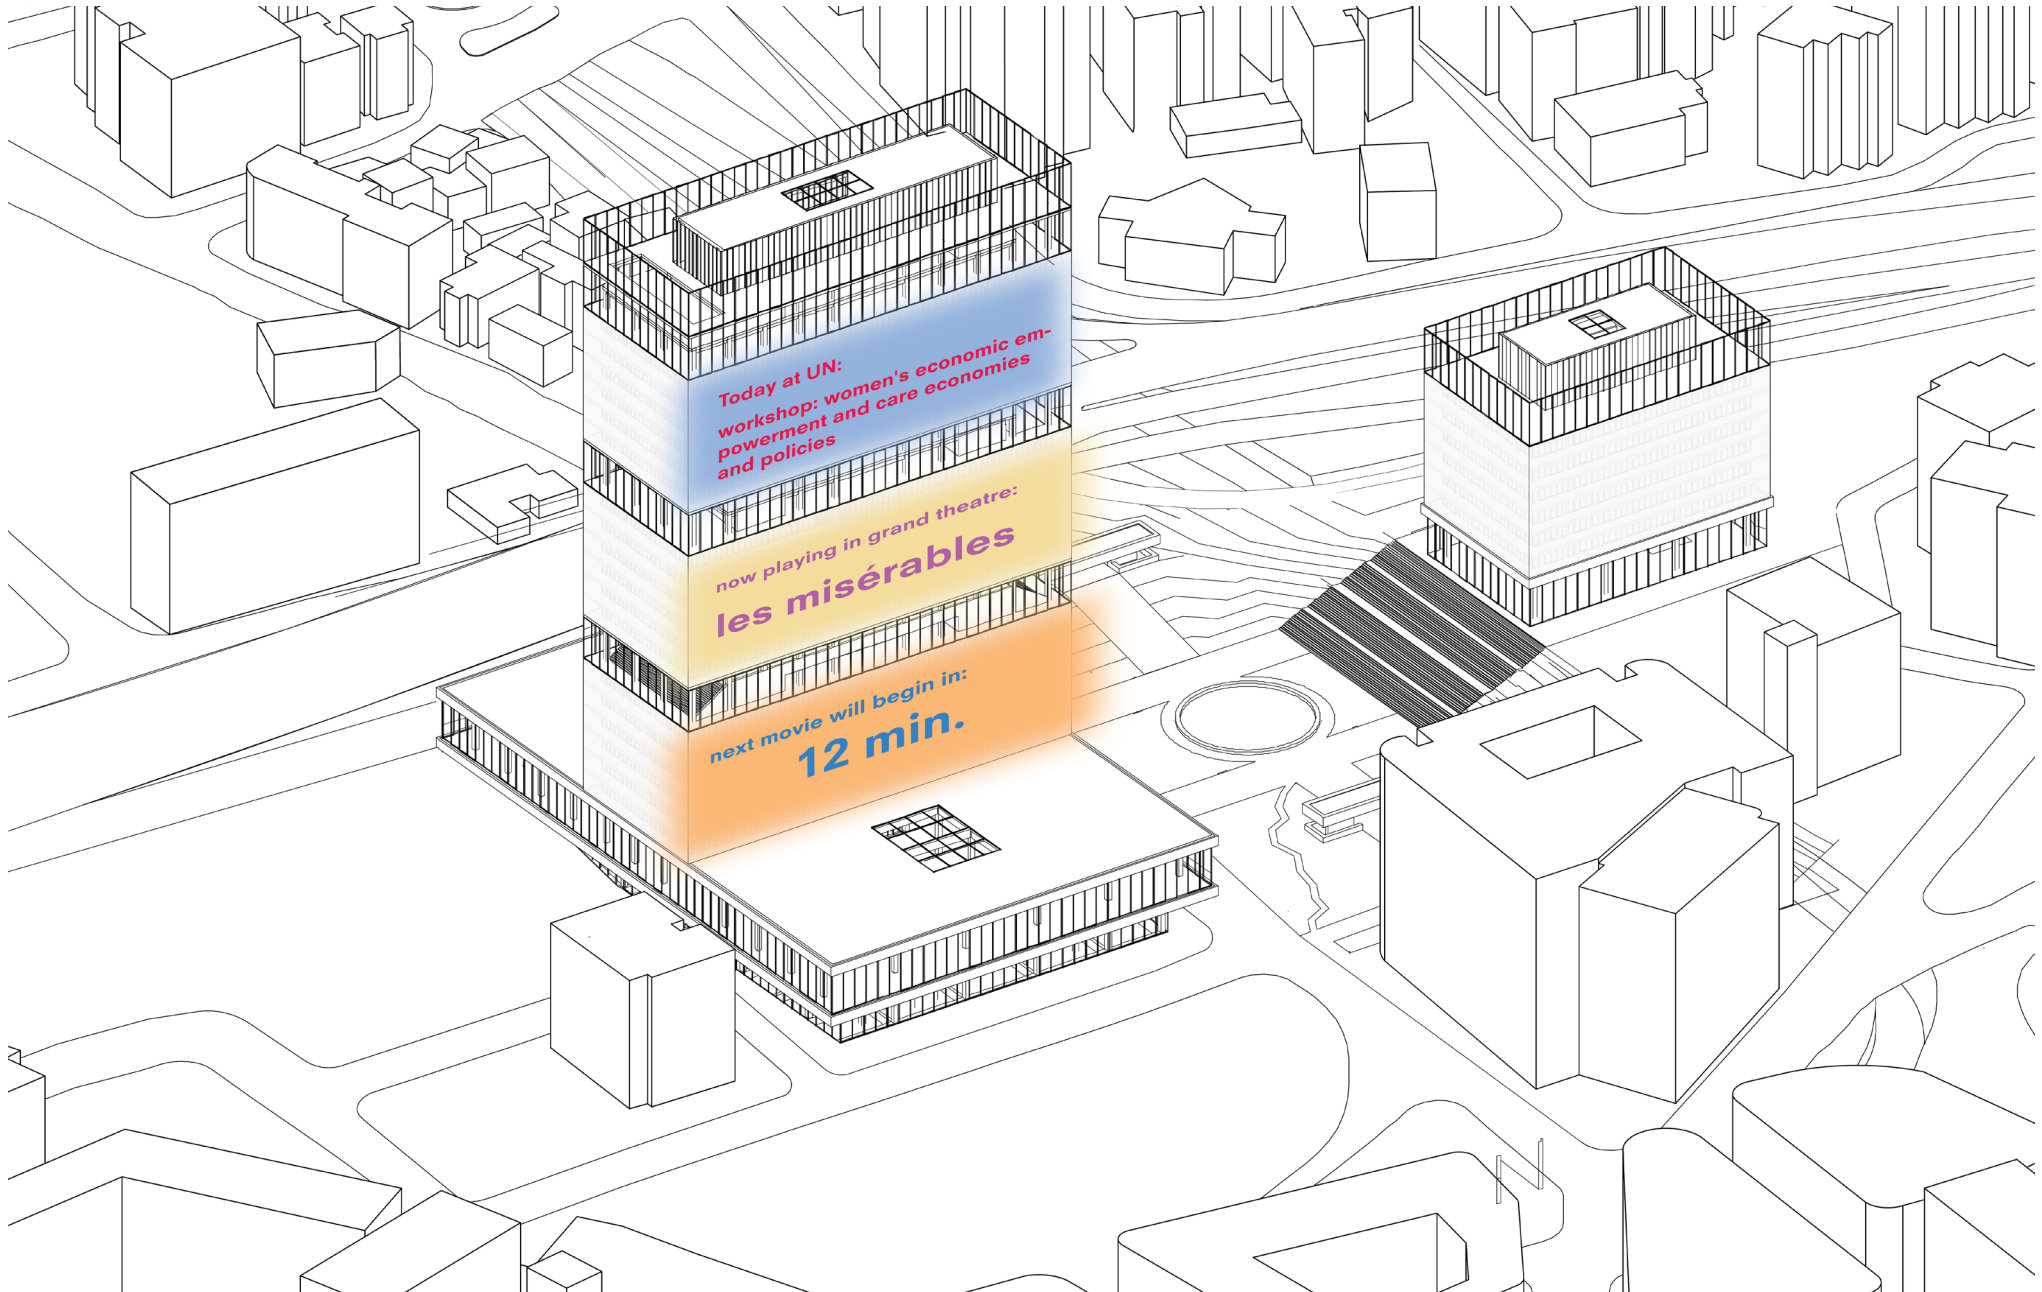 Today at UN:
workshop: women's economic em-
powerment and care economies
and policies
now playing in grand theatre:
les misérables
next movie will begin in:
12 min.